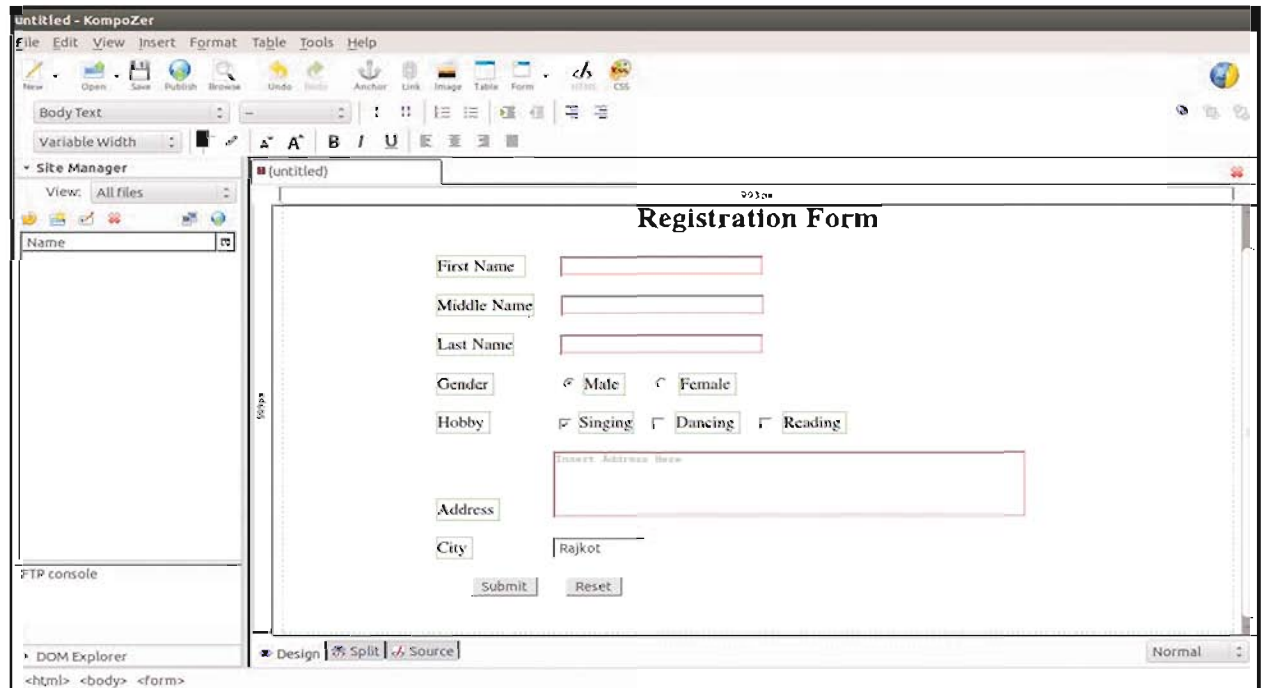 untitled - KompoZer
File Edit View Insert Format Table Tools Help
New Open Save Publish Browse Undo Redo Anchor Link Image Table Form HTML CSS
Body Text
Variable Width A A B I U
Site Manager
View: All files
Name
FTP console
DOM Explorer
(untitled)
Registration Form
First Name
Middle Name
Last Name
Gender Male Female
Hobby Singing Dancing Reading
Insert Address Here
Address
City Rajkot
Submit Reset
Design Split Source
Normal
<html> <body> <form>